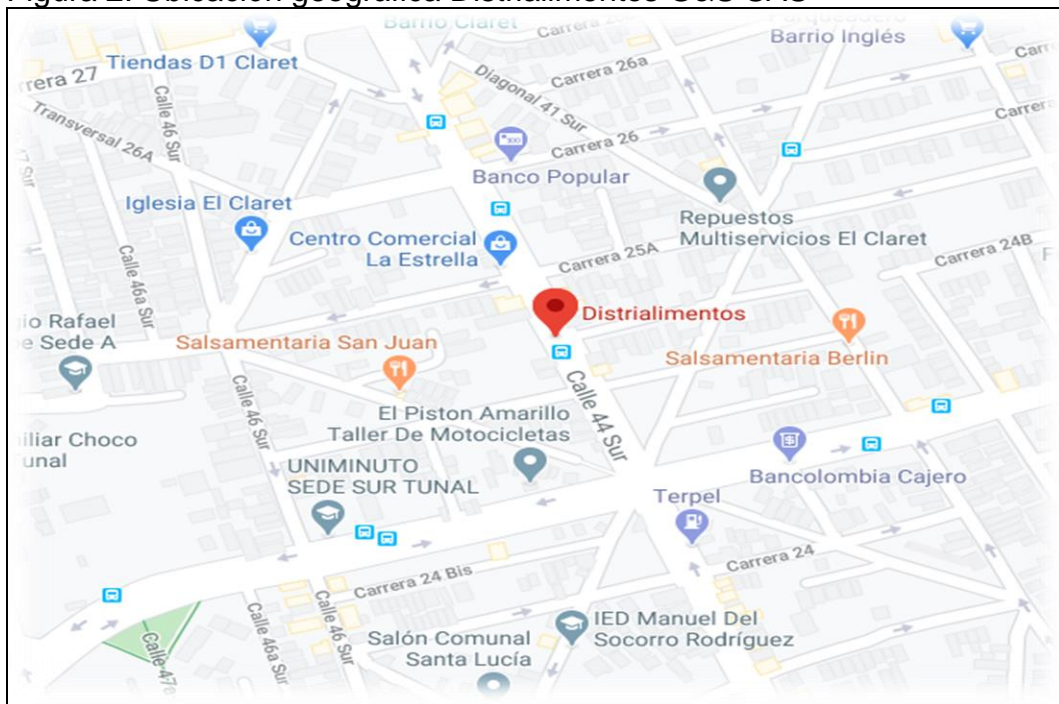 Barrio Claret
Barrio Inglés
Tiendas D1 Claret
Carrera 26a
Diagonal 41 Sur
Calle 46 Sur
Transversal 26A
Carrera 26
Banco Popular
Iglesia El Claret
Repuestos
Multiservicios El Claret
Centro Comercial
La Estrella
Carrera 25A
Carrera 24B
Calle 46a Sur
Distrialimentos
Rafael
Sede A
Salsamentaria San Juan
Salsamentaria Berlin
Calle 44 Sur
Calle 46 Sur
El Piston Amarillo
Taller De Motocicletas
Choco
UNIMINUTO
SEDE SUR TUNAL
Bancolombia Cajero
Terpel
Carrera 24
Carrera 24 Bis
Calle 46a Sur
Calle 46 Sur
IED Manuel Del
Socorro Rodríguez
Salón Comunal
Santa Lucía